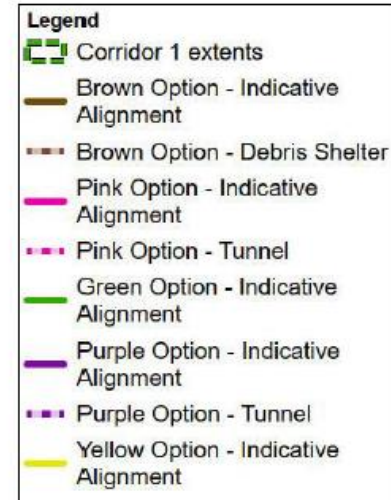 Legend
Corridor 1 extents
Brown Option - Indicative
Alignment
Brown Option - Debris Shelter
Pink Option - Indicative
Alignment
Pink Option - Tunnel
Green Option - Indicative
Alignment
Purple Option - Indicative
Alignment
Purple Option - Tunnel
Yellow Option - Indicative
Alignment